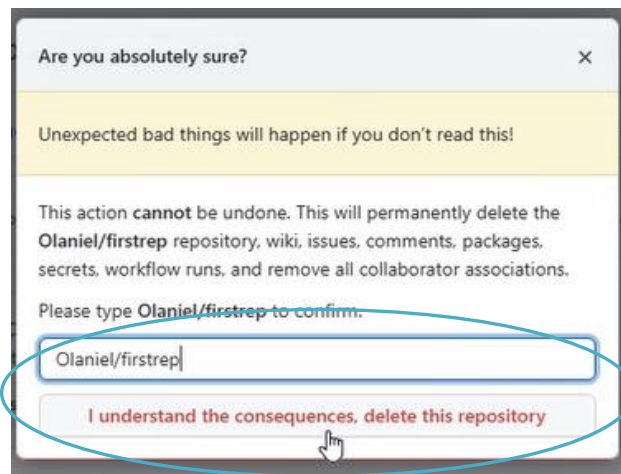 Are you absolutely sure?
Unexpected bad things will happen if you don't read this!
This action cannot be undone. This will permanently delete the
Olaniel/firstrep repository, wiki, issues, comments, packages,
secrets, workflow runs, and remove all collaborator associations.
Please type Olaniel/firstrep to confirm.
Olaniel/firstrep
I understand the consequences, delete this repository